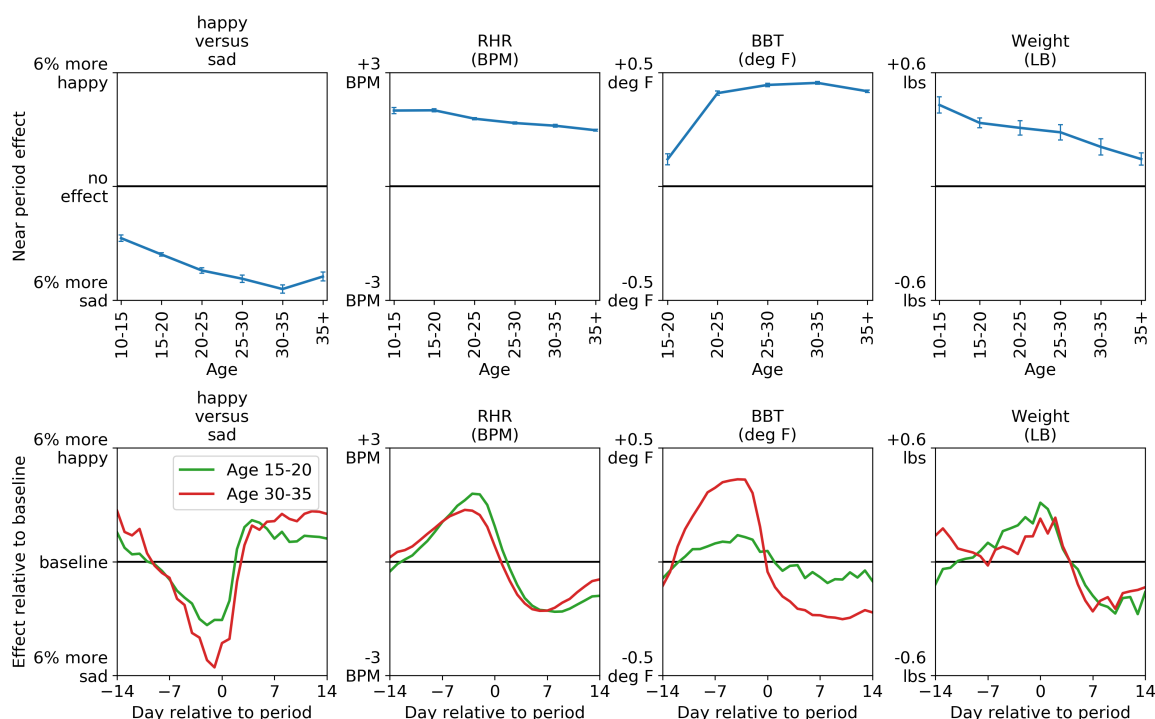 happy
versus
sad
RHR
(BPM)
BBT
(deg F)
Weight
(LB)
Near period effect
6% more
happy
no
effect
6% more
sad
10-15
15-20
20-25
25-30
30-35
35+
Age
+3
BPM
-3
BPM
10-15
15-20
20-25
25-30
30-35
35+
Age
+0.5
deg F
-0.5
deg F
15-20
20-25
25-30
30-35
35+
Age
+0.6
lbs
-0.6
lbs
10-15
15-20
20-25
25-30
30-35
35+
Age
happy
versus
sad
RHR
(BPM)
BBT
(deg F)
Weight
(LB)
Effect relative to baseline
6% more
happy
baseline
6% more
sad
Age 15-20
Age 30-35
−14 −7 0 7 14
Day relative to period
+3
BPM
-3
BPM
−14 −7 0 7 14
Day relative to period
+0.5
deg F
-0.5
deg F
−14 −7 0 7 14
Day relative to period
+0.6
lbs
-0.6
lbs
−14 −7 0 7 14
Day relative to period